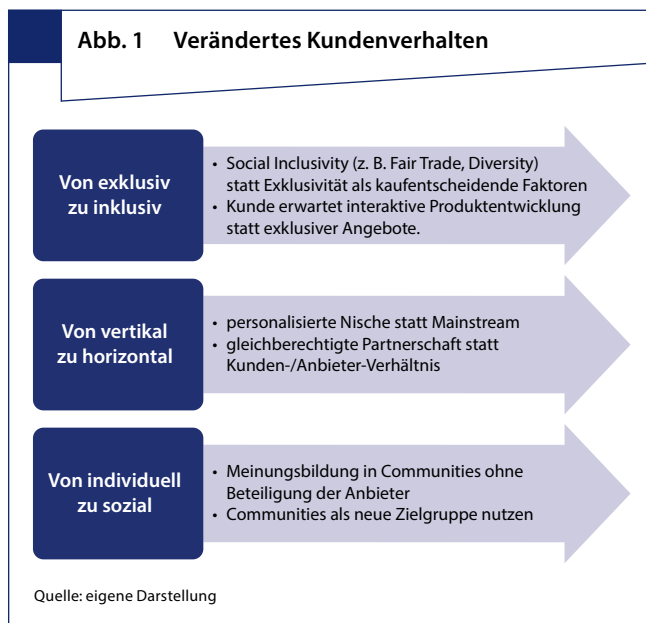 Abb. 1 Verändertes Kundenverhalten
Von exklusiv
zu inklusiv
• Social Inclusivity (z. B. Fair Trade, Diversity)
statt Exklusivität als kaufentscheidende Faktoren
• Kunde erwartet interaktive Produktentwicklung
statt exklusiver Angebote.
Von vertikal
zu horizontal
• personalisierte Nische statt Mainstream
• gleichberechtigte Partnerschaft statt
Kunden-/Anbieter-Verhältnis
Von individuell
zu sozial
• Meinungsbildung in Communities ohne
Beteiligung der Anbieter
• Communities als neue Zielgruppe nutzen
Quelle: eigene Darstellung